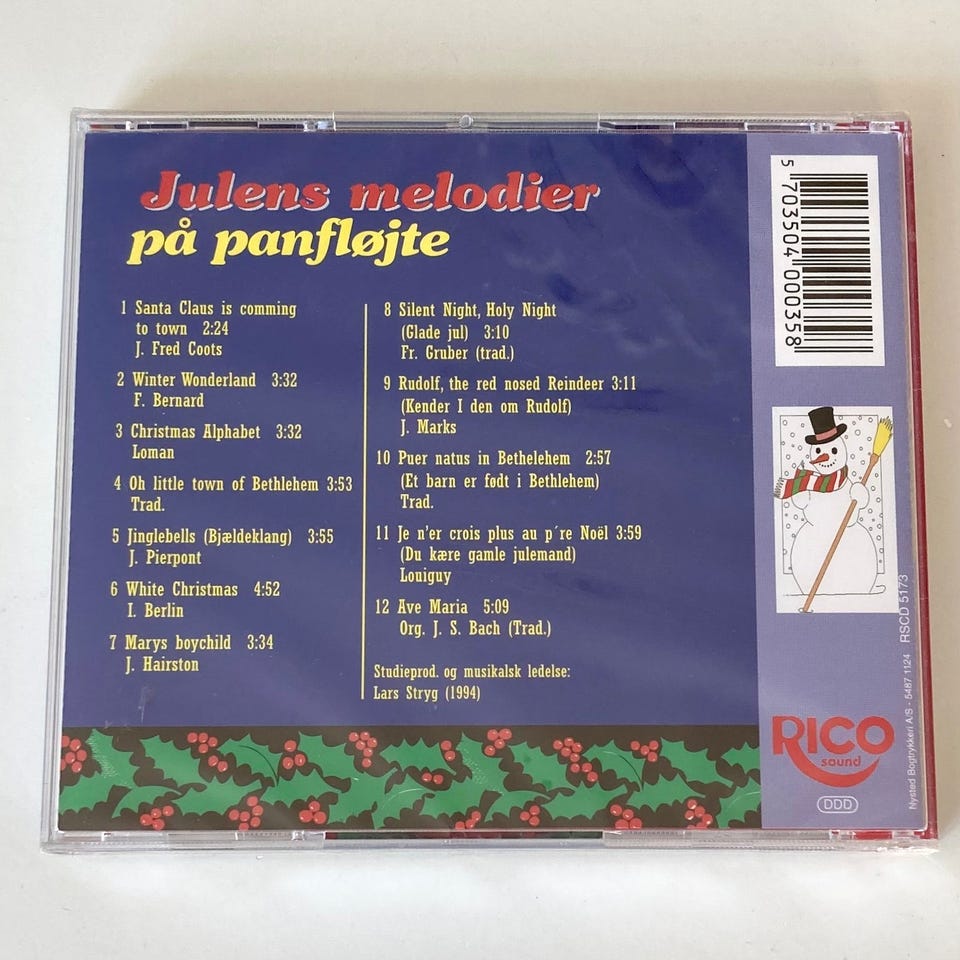 Julens melodier
på panfløjte
1 Santa Claus is comming
to town 2:24
J. Fred Coots
2 Winter Wonderland 3:32
F. Bernard
3 Christmas Alphabet 3:32
Loman
4 Oh little town of Bethlehem 3:53
Trad.
5 Jinglebells (Bjældeklang) 3:55
J. Pierpont
6 White Christmas 4:52
I. Berlin
7 Marys boychild 3:34
J. Hairston
8 Silent Night, Holy Night
(Glade jul) 3:10
Fr. Gruber (trad.)
9 Rudolf, the red nosed Reindeer 3:11
(Kender I den om Rudolf)
J. Marks
10 Puer natus in Bethelehem 2:57
(Et barn er født i Bethlehem)
Trad.
11 Je n'er crois plus au p're Noël 3:59
(Du kære gamle julemand)
Louiguy
12 Ave Maria 5:09
Org. J. S. Bach (Trad.)
Studieprod. og musikalsk ledelse:
Lars Stryg (1994)
5 703504 000358
RICO
sound
DDD
Nysted Bogtrykkeri A/S - 5487 1124 RSCD 5173